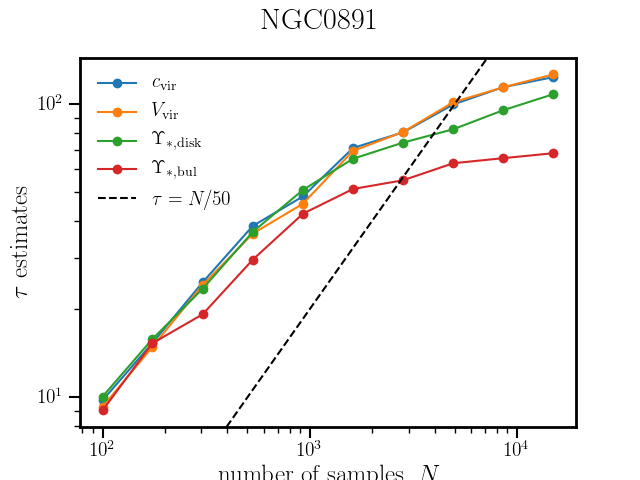 NGC0891
c_vir
V_vir
Υ_*,disk
Υ_*,bul
τ = N/50
10^2
10^1
τ estimates
10^2 10^3 10^4
number of samples, N